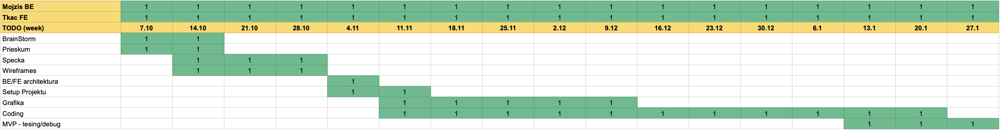 Mojzis BE 1 1 1 1 1 1 1 1 1 1 1 1 1 1 1 1 1
Tkac FE 1 1 1 1 1 1 1 1 1 1 1 1 1 1 1 1 1
TODO (week) 7.10 14.10 21.10 28.10 4.11 11.11 18.11 25.11 2.12 9.12 16.12 23.12 30.12 6.1 13.1 20.1 27.1
BrainStorm 1 1
Prieskum 1 1
Specka 1 1 1
Wireframes 1 1 1
BE/FE architektura 1
Setup Projektu 1 1
Grafika 1 1 1 1 1
Coding 1 1 1 1 1 1 1 1 1 1 1
MVP - tesing/debug 1 1 1